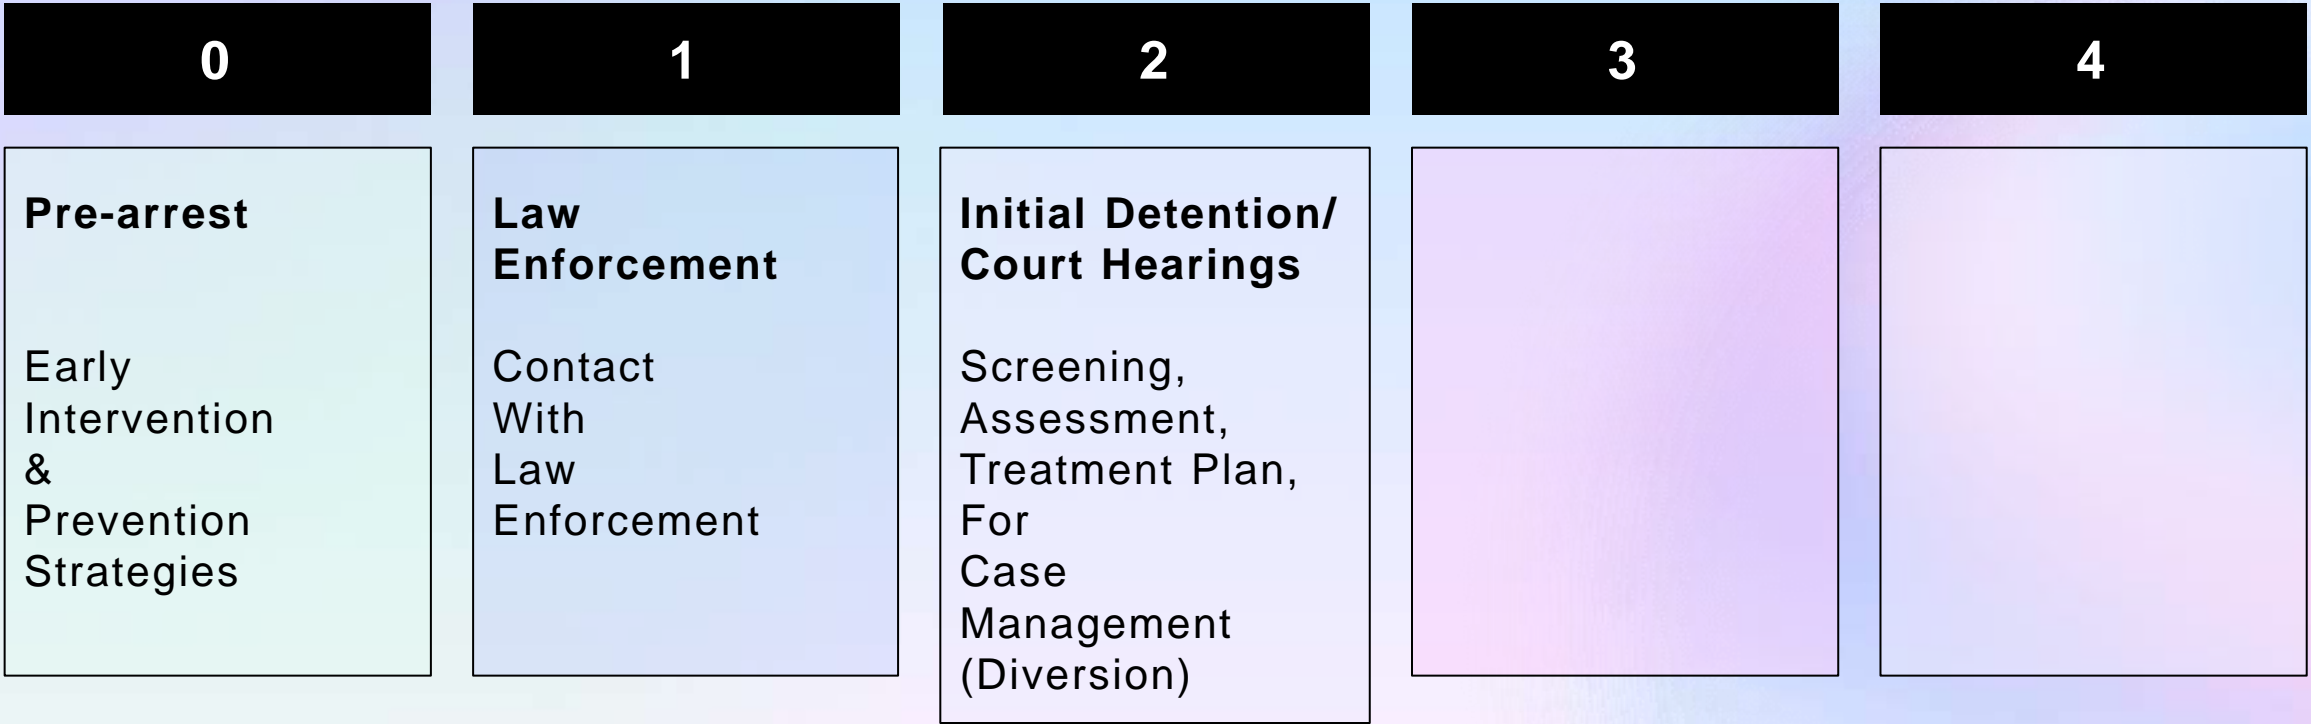 0
1
2
3
4
Pre-arrest
Early
Intervention
&
Prevention
Strategies
Law
Enforcement
Contact
With
Law
Enforcement
Initial Detention/
Court Hearings
Screening,
Assessment,
Treatment Plan,
For
Case
Management
(Diversion)